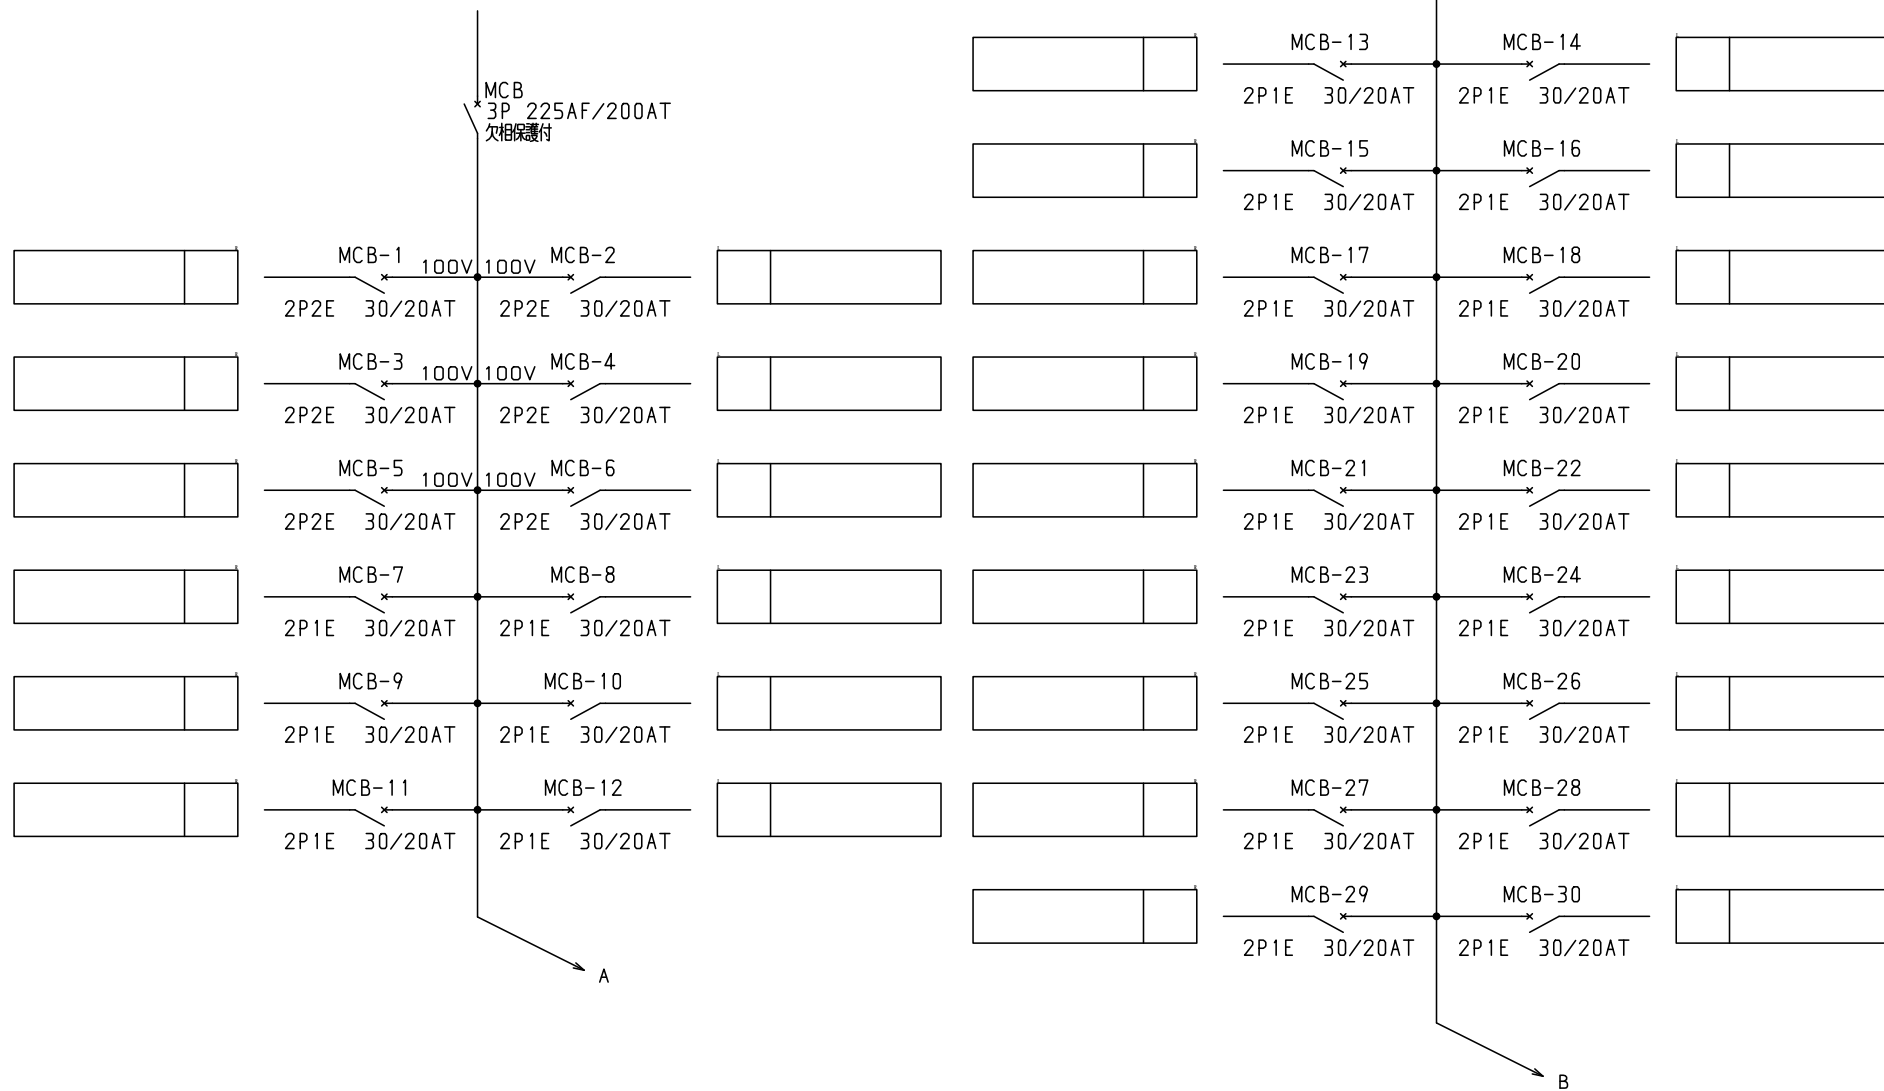 MCB
3P 225AF/200AT
欠相保護付
MCB-1 100V 100V MCB-2
2P2E 30/20AT 2P2E 30/20AT
MCB-3 100V 100V MCB-4
2P2E 30/20AT 2P2E 30/20AT
MCB-5 100V 100V MCB-6
2P2E 30/20AT 2P2E 30/20AT
MCB-7 MCB-8
2P1E 30/20AT 2P1E 30/20AT
MCB-9 MCB-10
2P1E 30/20AT 2P1E 30/20AT
MCB-11 MCB-12
2P1E 30/20AT 2P1E 30/20AT
A
MCB-13 MCB-14
2P1E 30/20AT 2P1E 30/20AT
MCB-15 MCB-16
2P1E 30/20AT 2P1E 30/20AT
MCB-17 MCB-18
2P1E 30/20AT 2P1E 30/20AT
MCB-19 MCB-20
2P1E 30/20AT 2P1E 30/20AT
MCB-21 MCB-22
2P1E 30/20AT 2P1E 30/20AT
MCB-23 MCB-24
2P1E 30/20AT 2P1E 30/20AT
MCB-25 MCB-26
2P1E 30/20AT 2P1E 30/20AT
MCB-27 MCB-28
2P1E 30/20AT 2P1E 30/20AT
MCB-29 MCB-30
2P1E 30/20AT 2P1E 30/20AT
B